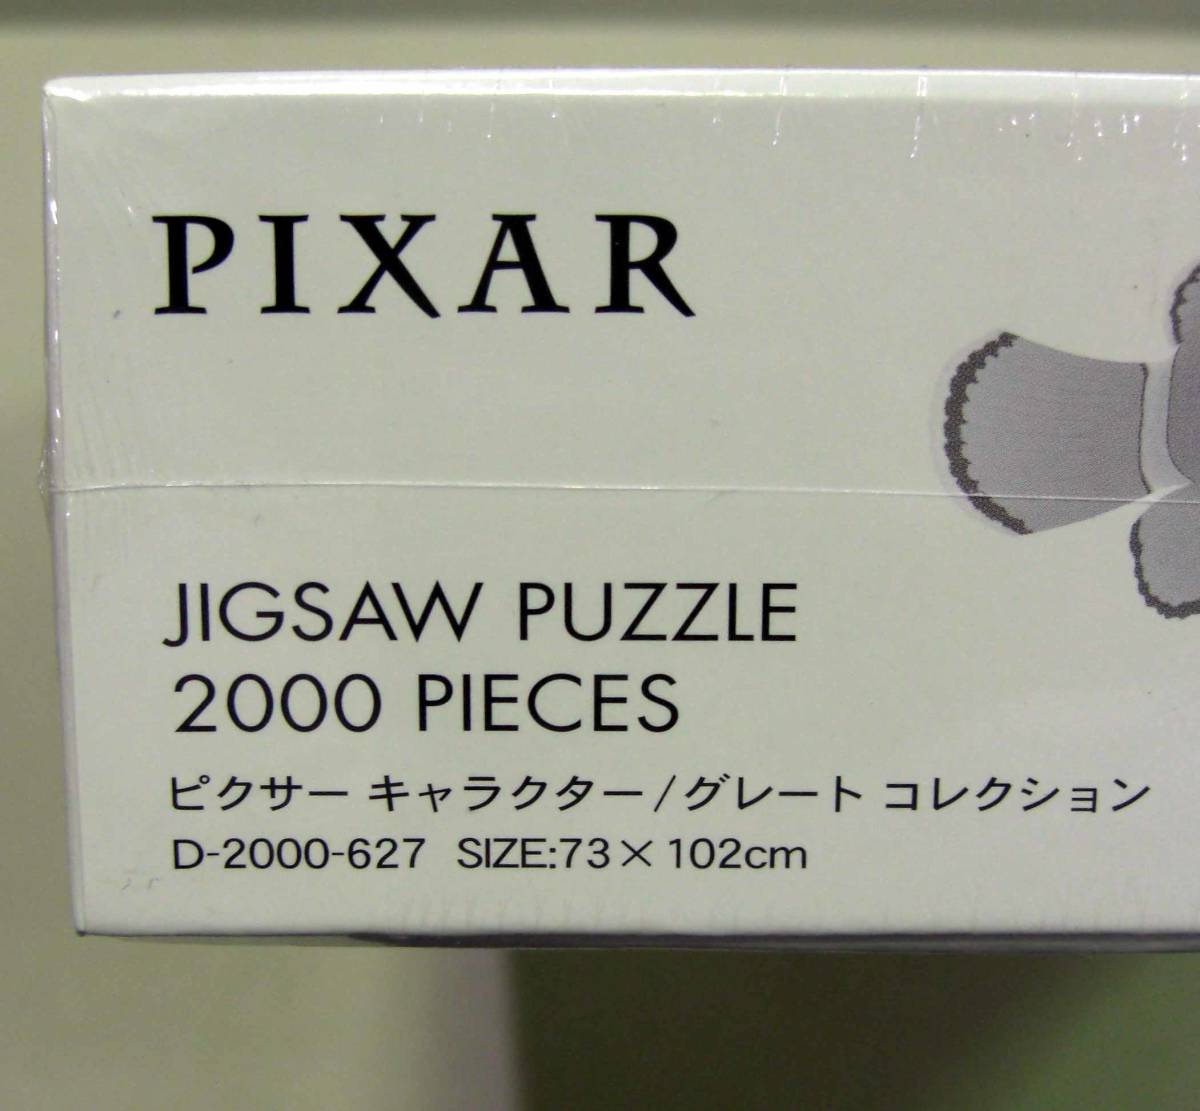 PIXAR
JIGSAW PUZZLE
2000 PIECES
ピクサー キャラクター/グレート コレクション
D-2000-627 SIZE:73×102cm